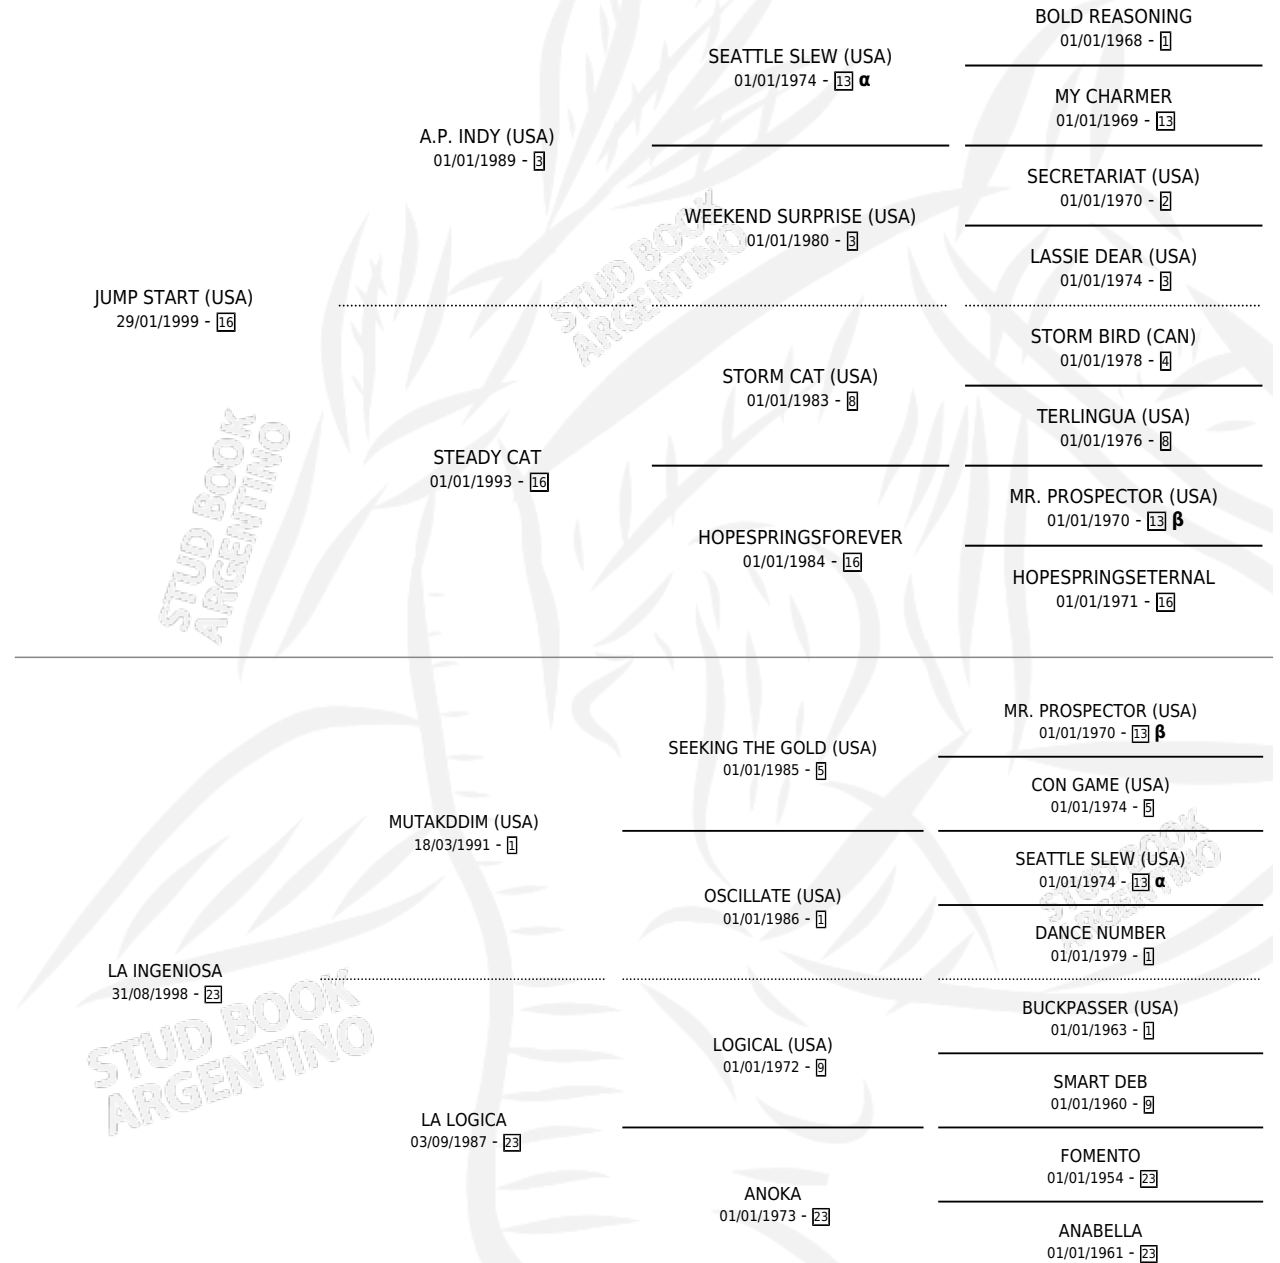 BOLD REASONING
01/01/1968 - 1
SEATTLE SLEW (USA)
01/01/1974 - 13 α
MY CHARMER
01/01/1969 - 13
A.P. INDY (USA)
01/01/1989 - 3
SECRETARIAT (USA)
01/01/1970 - 2
WEEKEND SURPRISE (USA)
01/01/1980 - 3
LASSIE DEAR (USA)
01/01/1974 - 3
JUMP START (USA)
29/01/1999 - 16
STORM BIRD (CAN)
01/01/1978 - 4
STORM CAT (USA)
01/01/1983 - 8
TERLINGUA (USA)
01/01/1976 - 8
STEADY CAT
01/01/1993 - 16
MR. PROSPECTOR (USA)
01/01/1970 - 13 β
HOPESPRINGSFOREVER
01/01/1984 - 16
HOPESPRINGSETERNAL
01/01/1971 - 16
MR. PROSPECTOR (USA)
01/01/1970 - 13 β
SEEKING THE GOLD (USA)
01/01/1985 - 5
CON GAME (USA)
01/01/1974 - 5
MUTAKDDIM (USA)
18/03/1991 - 1
SEATTLE SLEW (USA)
01/01/1974 - 13 α
OSCILLATE (USA)
01/01/1986 - 1
DANCE NUMBER
01/01/1979 - 1
LA INGENIOSA
31/08/1998 - 23
BUCKPASSER (USA)
01/01/1963 - 1
LOGICAL (USA)
01/01/1972 - 9
SMART DEB
01/01/1960 - 9
LA LOGICA
03/09/1987 - 23
FOMENTO
01/01/1954 - 23
ANOKA
01/01/1973 - 23
ANABELLA
01/01/1961 - 23
STUD BOOK
ARGENTINO
STUD BOOK
ARGENTINO
STUD BOOK
ARGENTINO
STUD BOOK
ARGENTINO